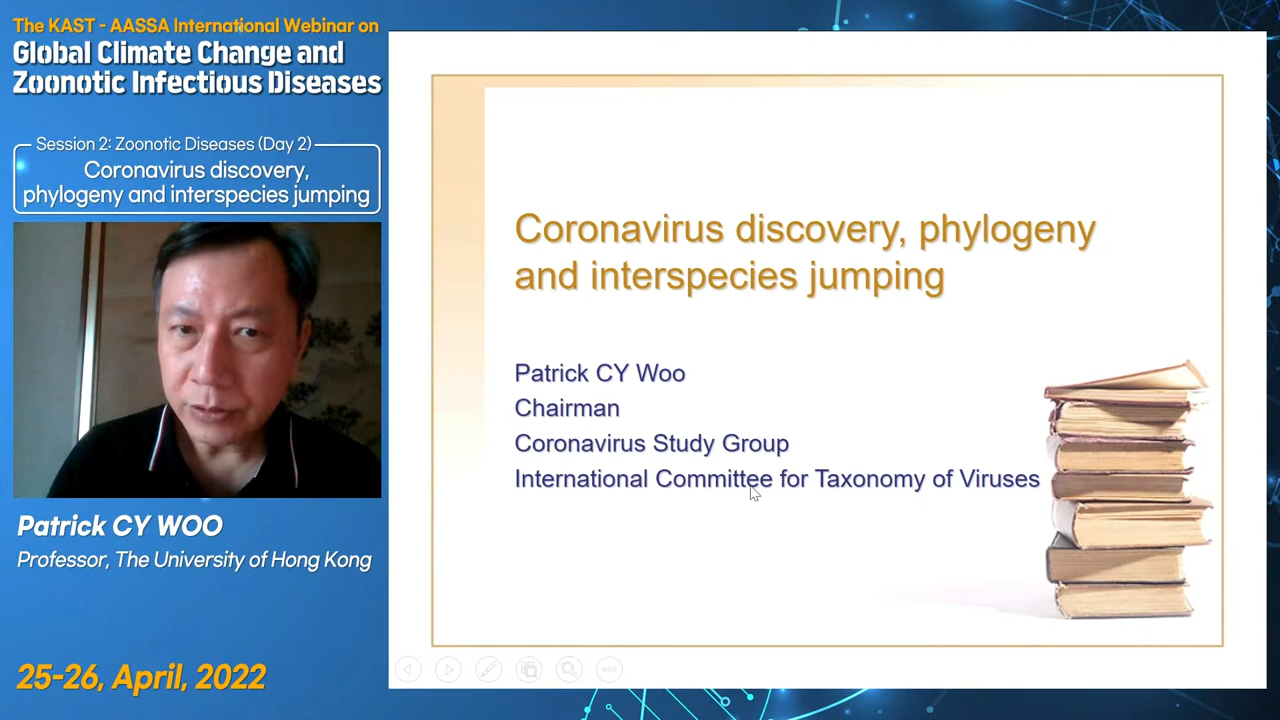 The KAST - AASSA International Webinar on
Global Climate Change and
Zoonotic Infectious Diseases
Session 2: Zoonotic Diseases (Day 2)
Coronavirus discovery,
phylogeny and interspecies jumping
Patrick CY WOO
Professor, The University of Hong Kong
25-26, April, 2022
Coronavirus discovery, phylogeny
and interspecies jumping
Patrick CY Woo
Chairman
Coronavirus Study Group
International Committee for Taxonomy of Viruses